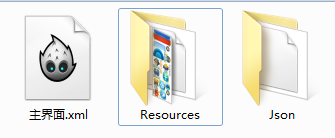 主界面.xml
Resources
Json